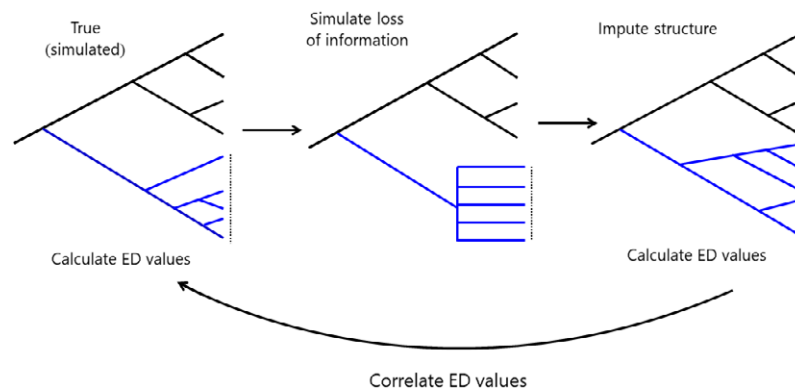 True
(simulated)
Simulate loss
of information
Impute structure
Calculate ED values
Calculate ED values
Correlate ED values